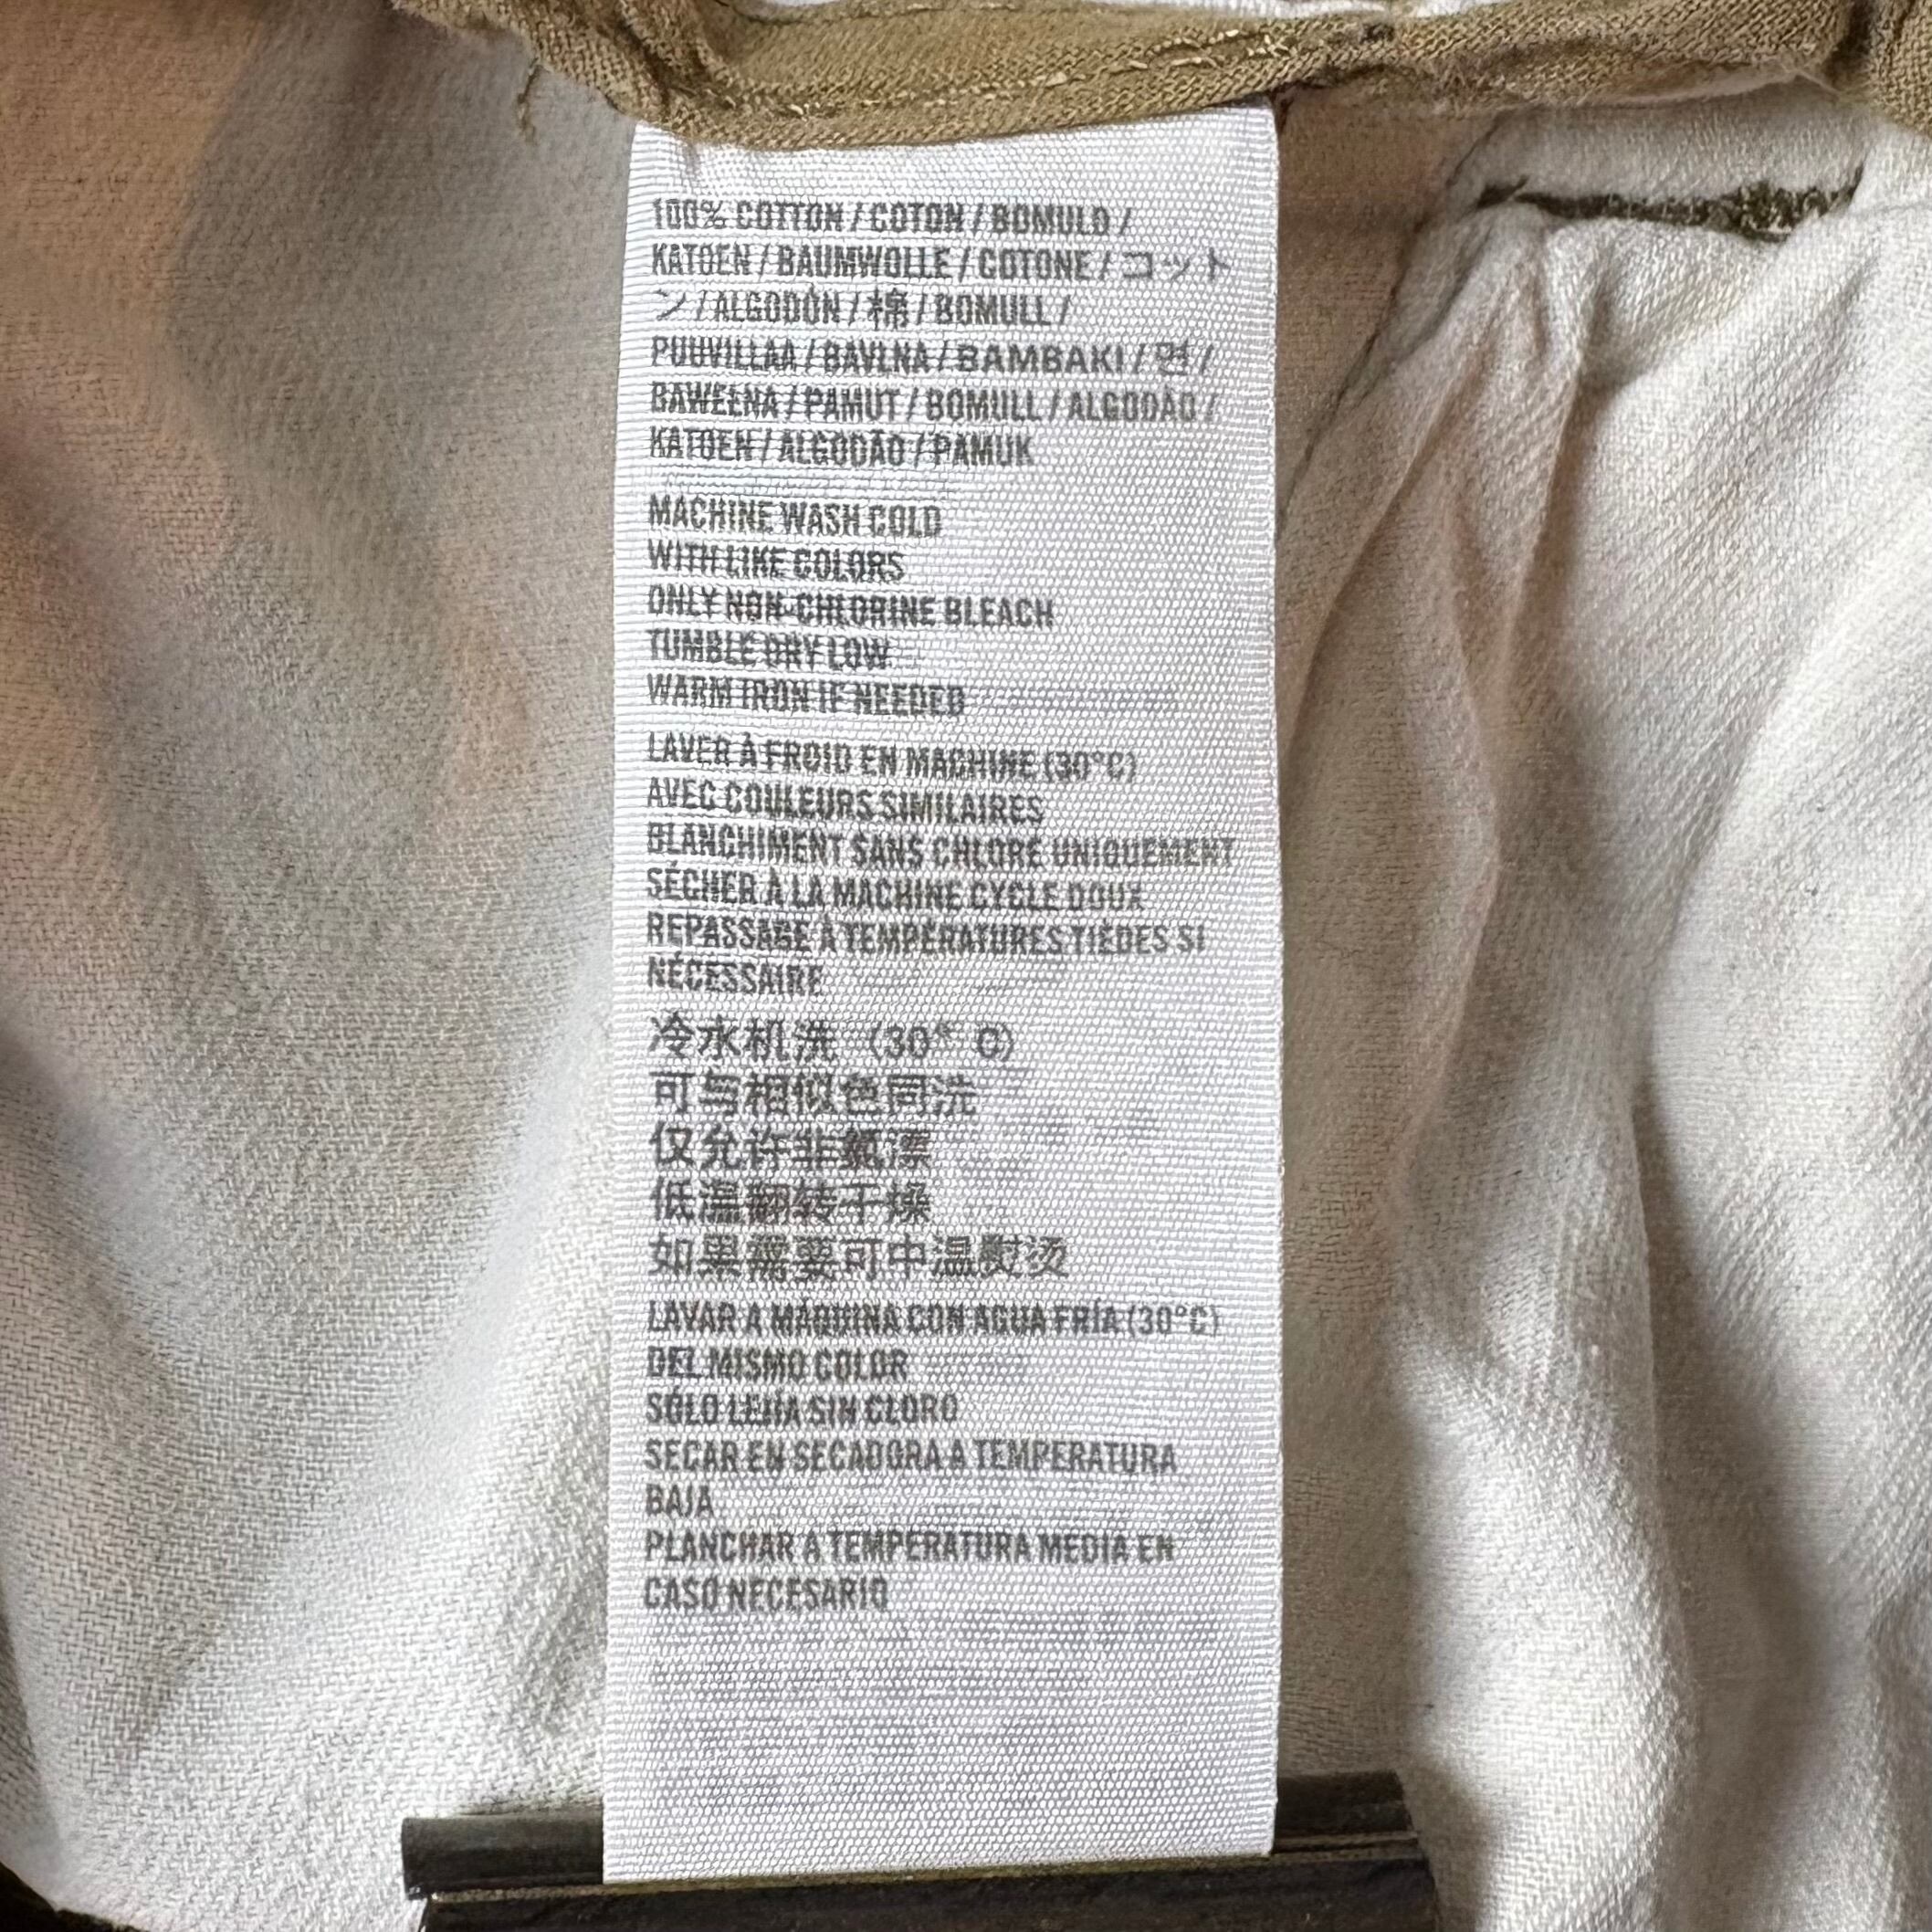 100% COTTON / COTON / BOMULD /
KATOEN / BAUMWOLLE / COTONE / コット
ン / ALGODÓN / 棉 / BOMULL /
PUUVILLAA / BAVLNA / BAMBAKI / 면 /
BAWEŁNA / PAMUT / BOMULL / ALGODÃO /
KATOEN / ALGODÃO / PAMUK
MACHINE WASH COLD
WITH LIKE COLORS
ONLY NON-CHLORINE BLEACH
TUMBLE DRY LOW
WARM IRON IF NEEDED
LAVER À FROID EN MACHINE (30°C)
AVEC COULEURS SIMILAIRES
BLANCHIMENT SANS CHLORE UNIQUEMENT
SÉCHER À LA MACHINE CYCLE DOUX
REPASSAGE À TEMPÉRATURES TIÈDES SI
NÉCESSAIRE
冷水机洗 (30° C)
可与相似色同洗
仅允许非氯漂
低温翻转干燥
如果需要可中温熨烫
LAVAR A MÁQUINA CON AGUA FRÍA (30°C)
DEL MISMO COLOR
SÓLO LEJÍA SIN CLORO
SECAR EN SECADORA A TEMPERATURA
BAJA
PLANCHAR A TEMPERATURA MEDIA EN
CASO NECESARIO